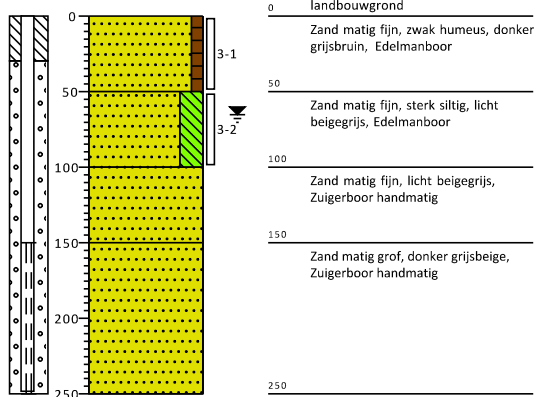 0
50
100
150
200
250
3-1
3-2
0
landbouwgrond
Zand matig fijn, zwak humeus, donker
grijsbruin, Edelmanboor
50
Zand matig fijn, sterk siltig, licht
beigegrijs, Edelmanboor
100
Zand matig fijn, licht beigegrijs,
Zuigerboor handmatig
150
Zand matig grof, donker grijsbeige,
Zuigerboor handmatig
250